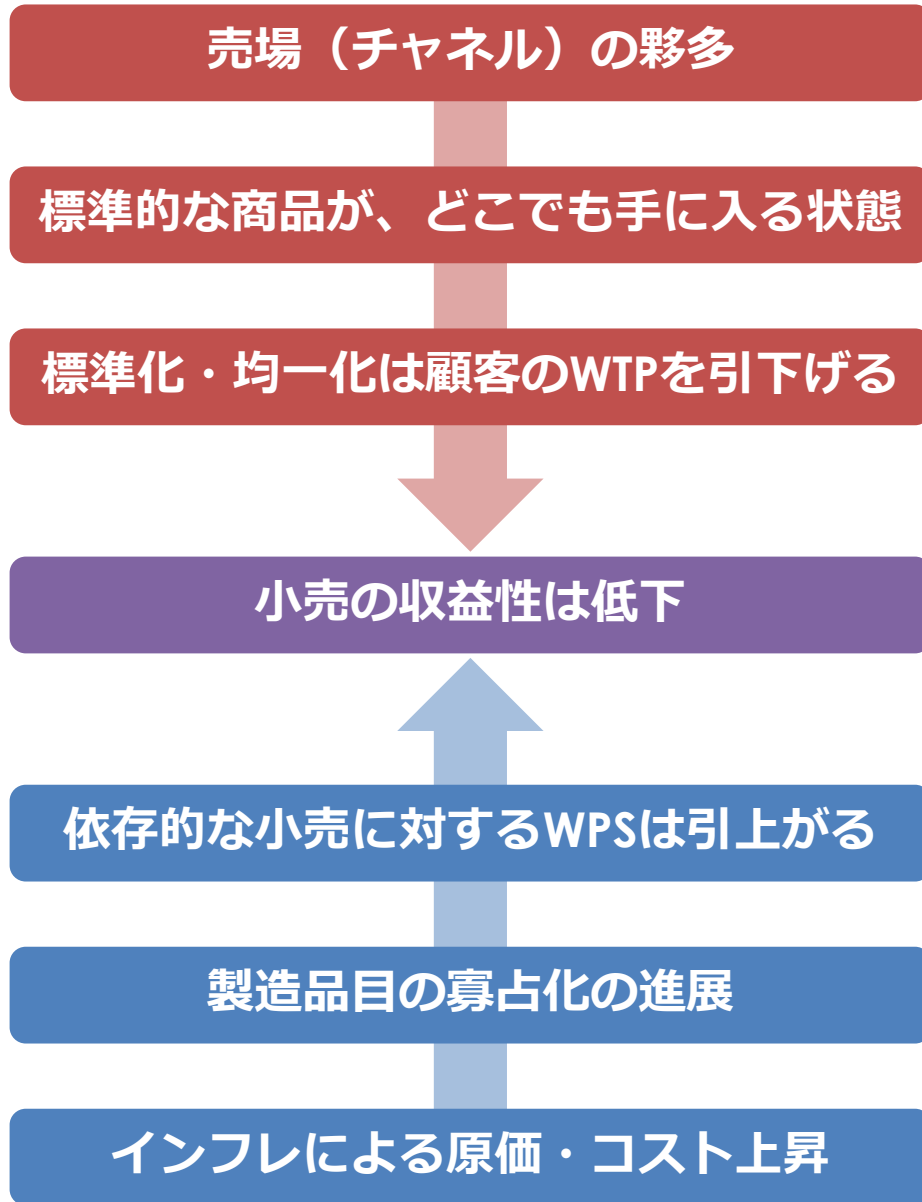 売場（チャネル）の夥多
標準的な商品が、どこでも手に入る状態
標準化・均一化は顧客のWTPを引下げる
小売の収益性は低下
依存的な小売に対するWPSは引上がる
製造品目の寡占化の進展
インフレによる原価・コスト上昇